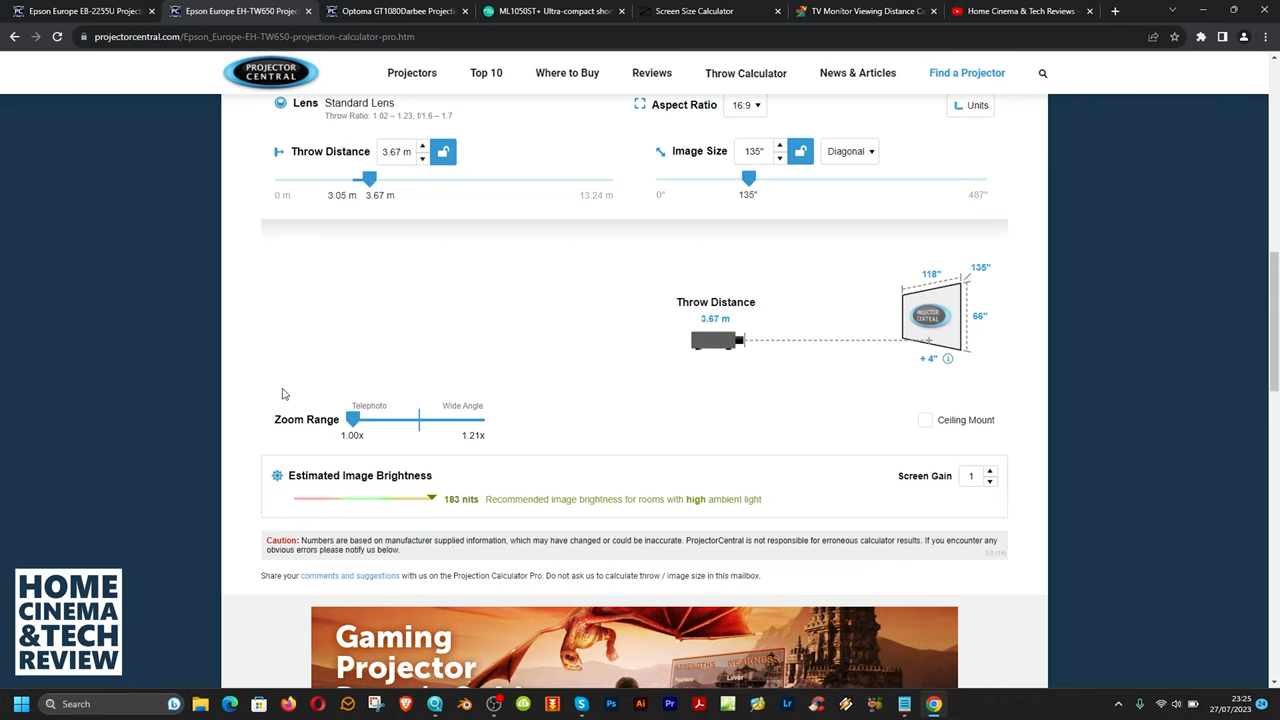 Epson Europe EB-2255U Project
Epson Europe EH-TW650 Projecti
Optoma GT1080Darbee Projector
ML1050ST+ Ultra-compact shor
Screen Size Calculator
TV Monitor Viewing Distance Ca
Home Cinema & Tech Reviews
projectorcentral.com/Epson_Europe-EH-TW650-projection-calculator-pro.htm
PROJECTOR
CENTRAL
Projectors
Top 10
Where to Buy
Reviews
Throw Calculator
News & Articles
Find a Projector
Lens Standard Lens
Throw Ratio: 1.02 – 1.23, f/1.6 – 1.7
Aspect Ratio 16:9
Units
Throw Distance 3.67 m
Image Size 135" Diagonal
0 m 3.05 m 3.67 m 13.24 m
0" 135" 487"
135"
118"
Throw Distance
3.67 m
PROJECTOR
CENTRAL
66"
+ 4"
Telephoto Wide Angle
Zoom Range
1.00x 1.21x
Ceiling Mount
Estimated Image Brightness
Screen Gain 1
183 nits Recommended image brightness for rooms with high ambient light
Caution: Numbers are based on manufacturer supplied information, which may have changed or could be inaccurate. ProjectorCentral is not responsible for erroneous calculator results. If you encounter any
obvious errors please notify us below.
Share your comments and suggestions with us on the Projection Calculator Pro. Do not ask us to calculate throw / image size in this mailbox.
HOME
CINEMA
&TECH
REVIEW
Gaming
Projector
STRENGTHS WEAKNESS
Search
23:25
27/07/2023
24